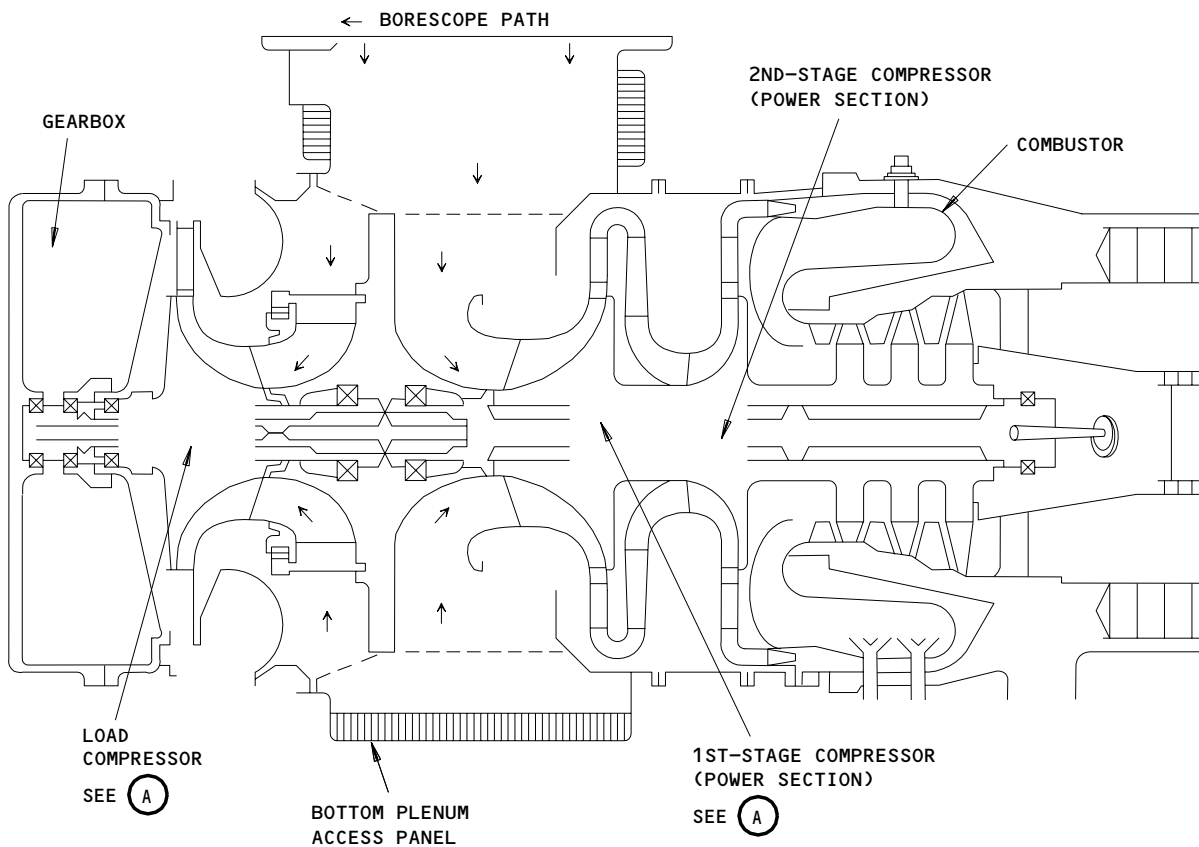 ← BORESCOPE PATH
2ND-STAGE COMPRESSOR
(POWER SECTION)
GEARBOX
COMBUSTOR
LOAD
COMPRESSOR
SEE A
1ST-STAGE COMPRESSOR
(POWER SECTION)
SEE A
BOTTOM PLENUM
ACCESS PANEL